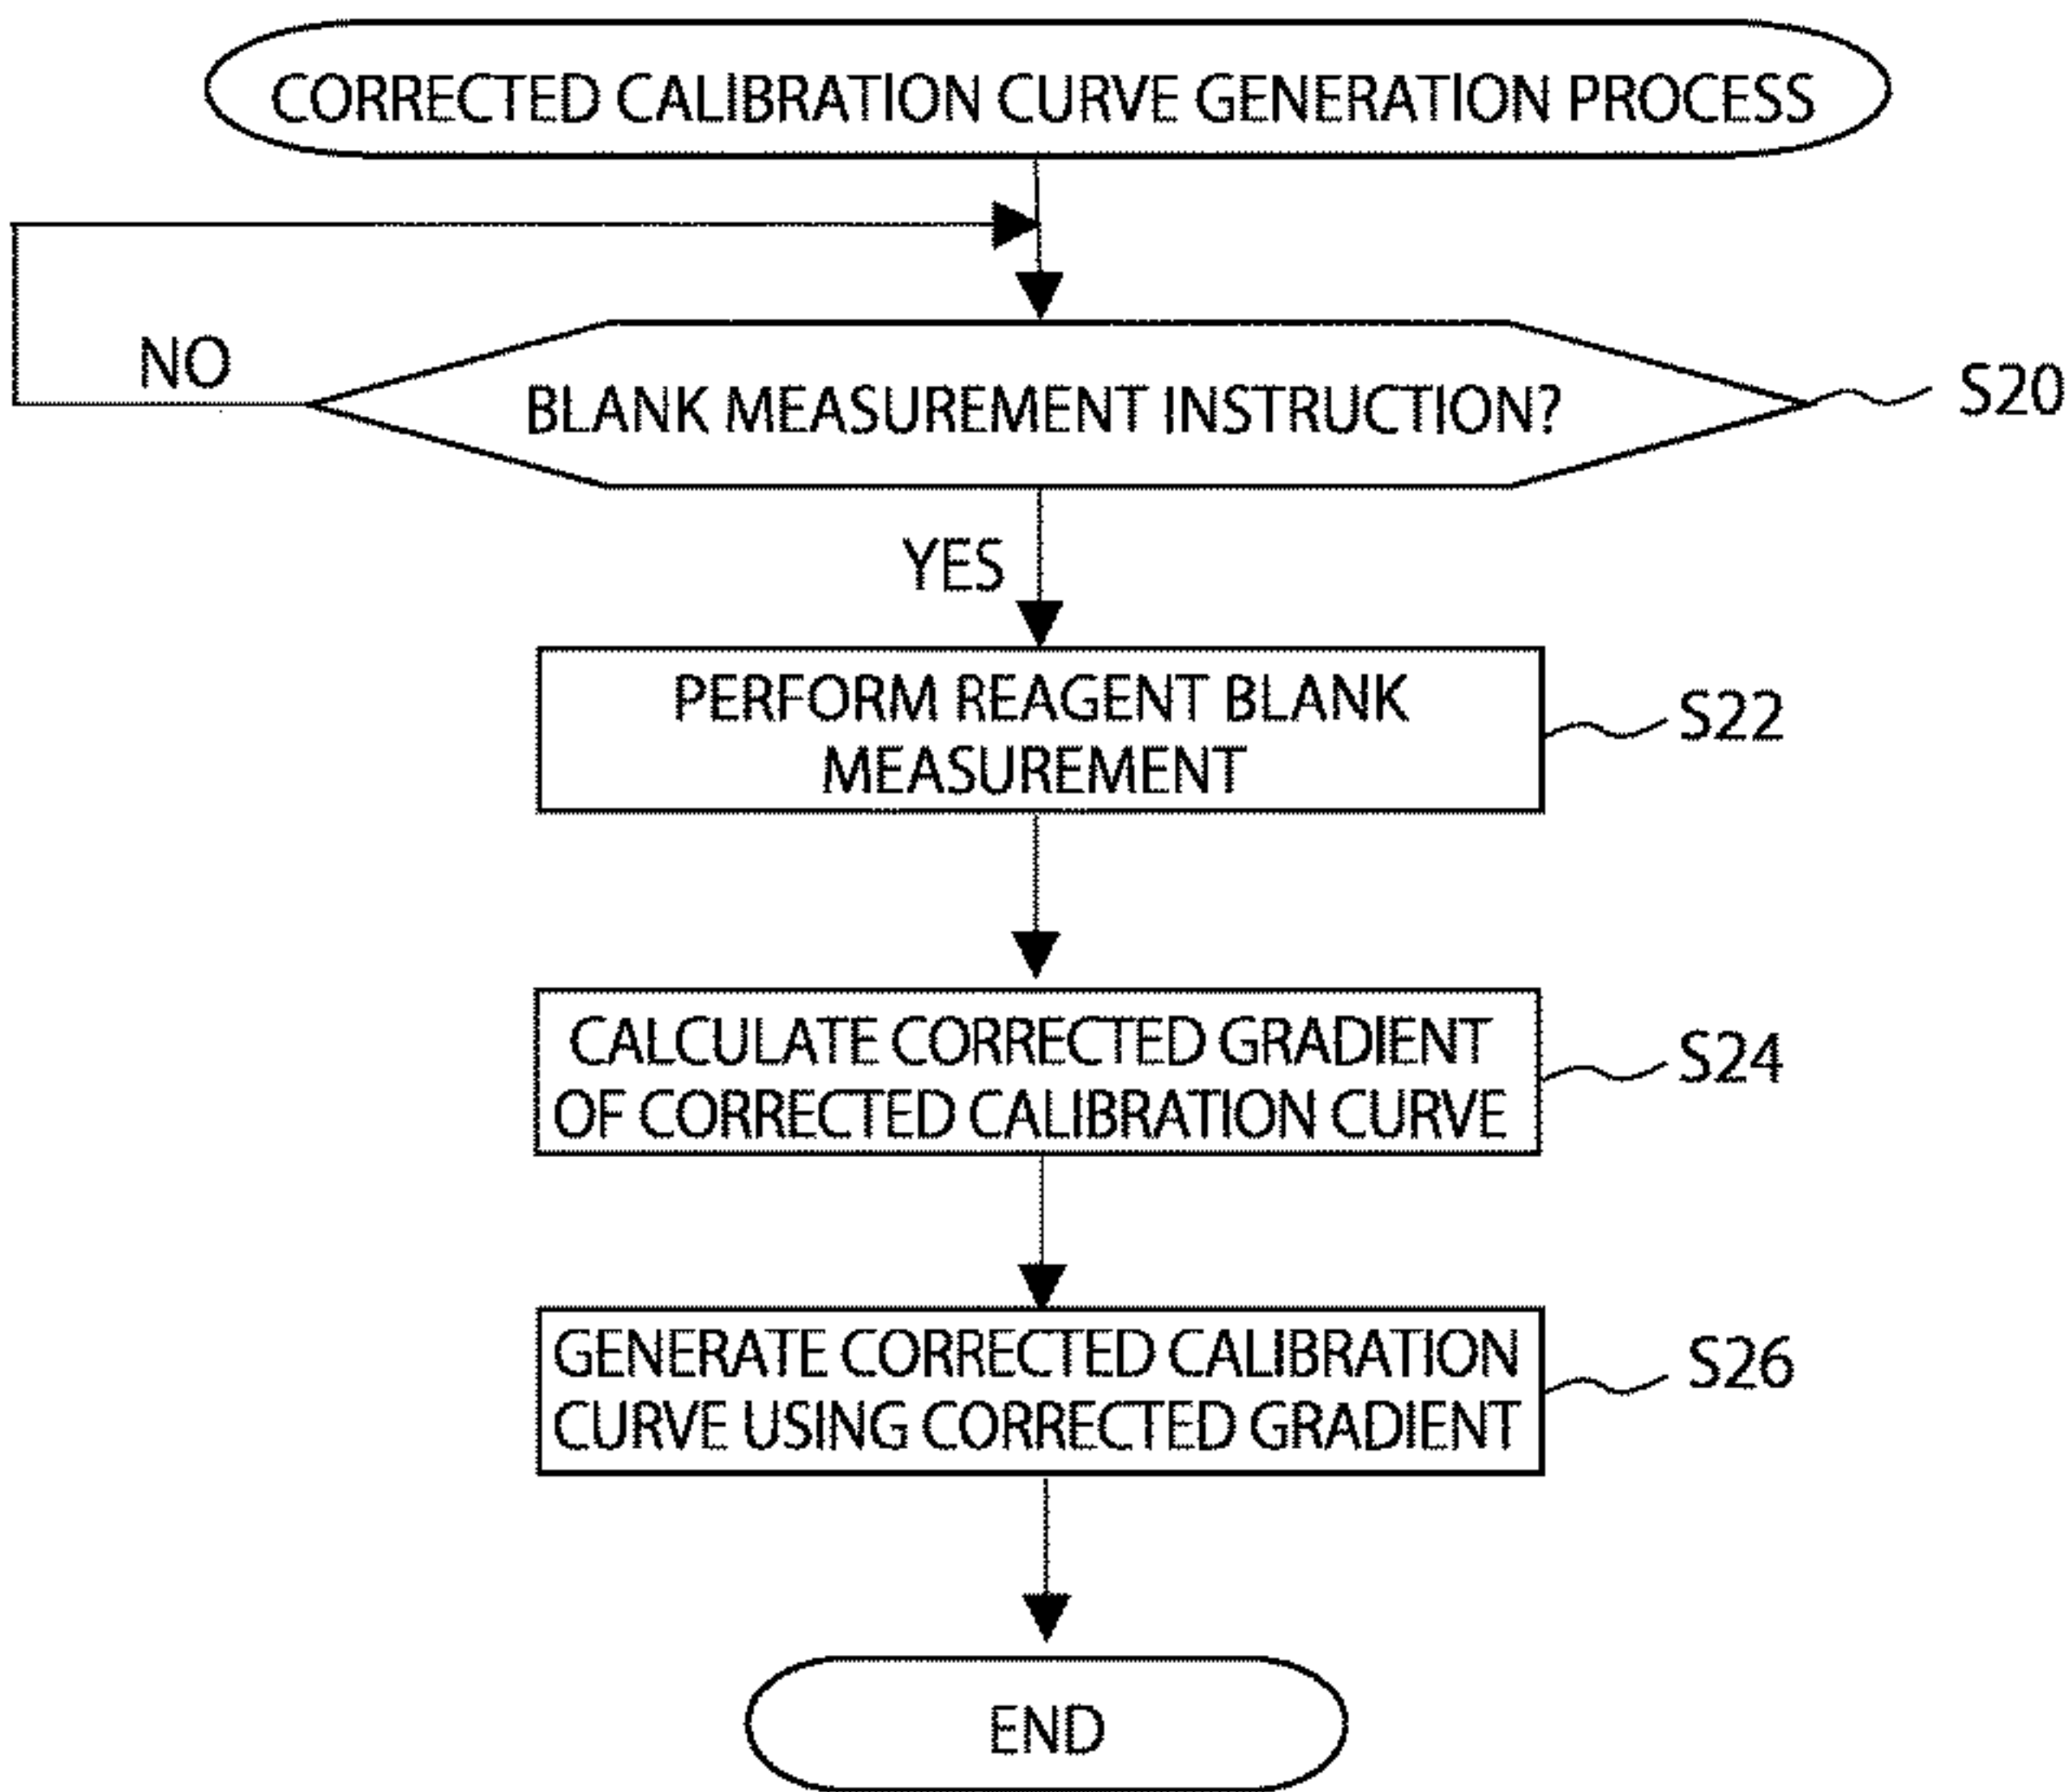 CORRECTED CALIBRATION CURVE GENERATION PROCESS
NO
BLANK MEASUREMENT INSTRUCTION?
S20
YES
PERFORM REAGENT BLANK
MEASUREMENT
S22
CALCULATE CORRECTED GRADIENT
OF CORRECTED CALIBRATION CURVE
S24
GENERATE CORRECTED CALIBRATION
CURVE USING CORRECTED GRADIENT
S26
END